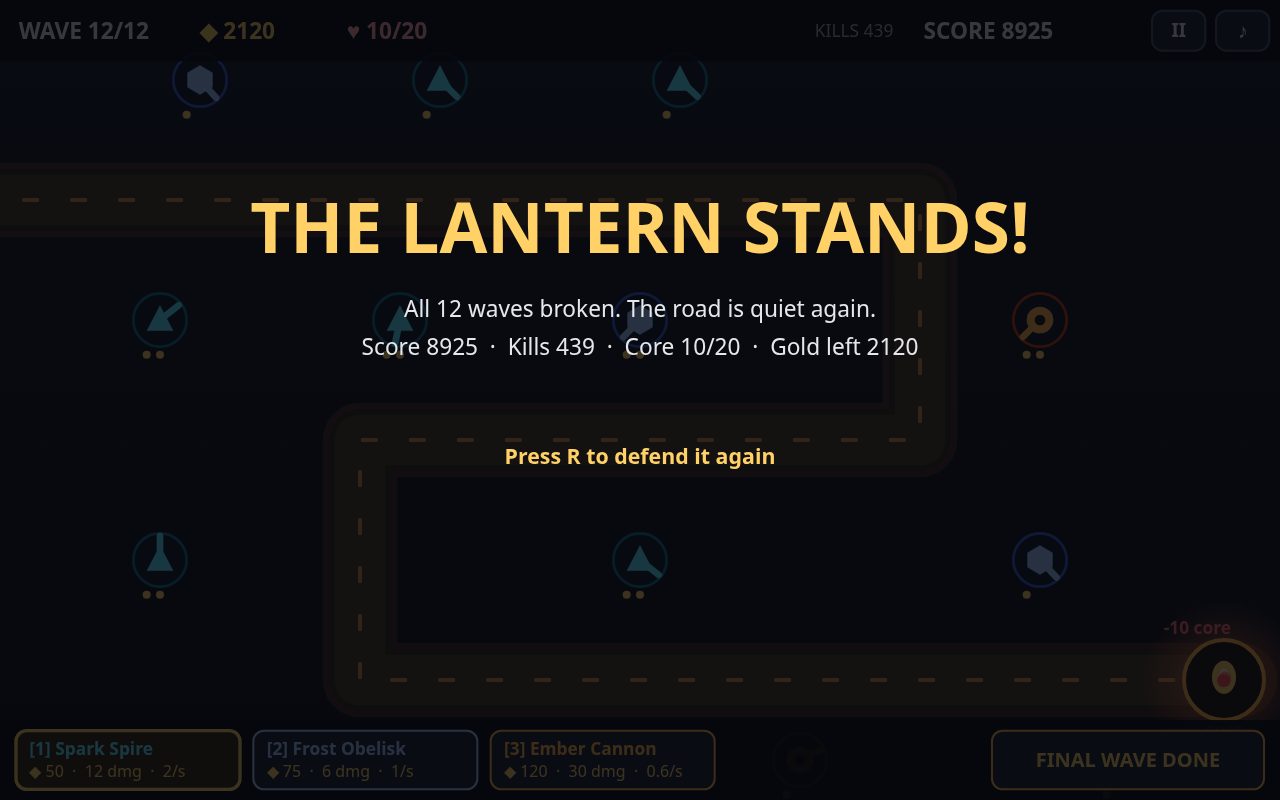 WAVE 12/12 ◆ 2120 ♥ 10/20 KILLS 439 SCORE 8925 II ♪
THE LANTERN STANDS!
All 12 waves broken. The road is quiet again.
Score 8925 · Kills 439 · Core 10/20 · Gold left 2120
Press R to defend it again
-10 core
[1] Spark Spire
◆ 50 · 12 dmg · 2/s
[2] Frost Obelisk
◆ 75 · 6 dmg · 1/s
[3] Ember Cannon
◆ 120 · 30 dmg · 0.6/s
FINAL WAVE DONE